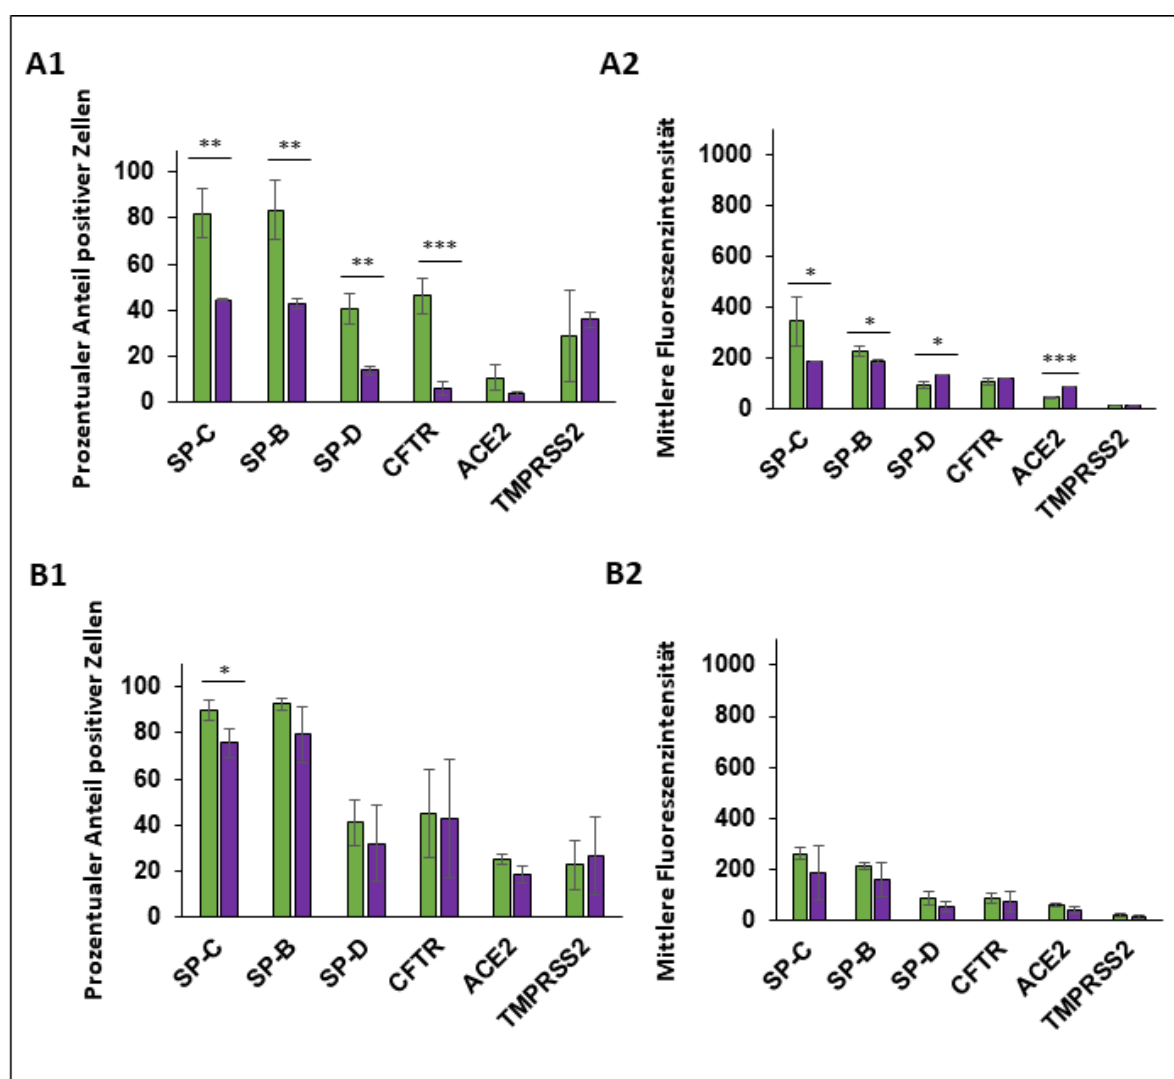 A1
Prozentualer Anteil positiver Zellen
100
80
60
40
20
0
** ** ** ***
SP-C SP-B SP-D CFTR ACE2 TMPRSS2
A2
Mittlere Fluoreszenzintensität
1000
800
600
400
200
0
* * * ***
SP-C SP-B SP-D CFTR ACE2 TMPRSS2
B1
Prozentualer Anteil positiver Zellen
100
80
60
40
20
0
*
SP-C SP-B SP-D CFTR ACE2 TMPRSS2
B2
Mittlere Fluoreszenzintensität
1000
800
600
400
200
0
SP-C SP-B SP-D CFTR ACE2 TMPRSS2